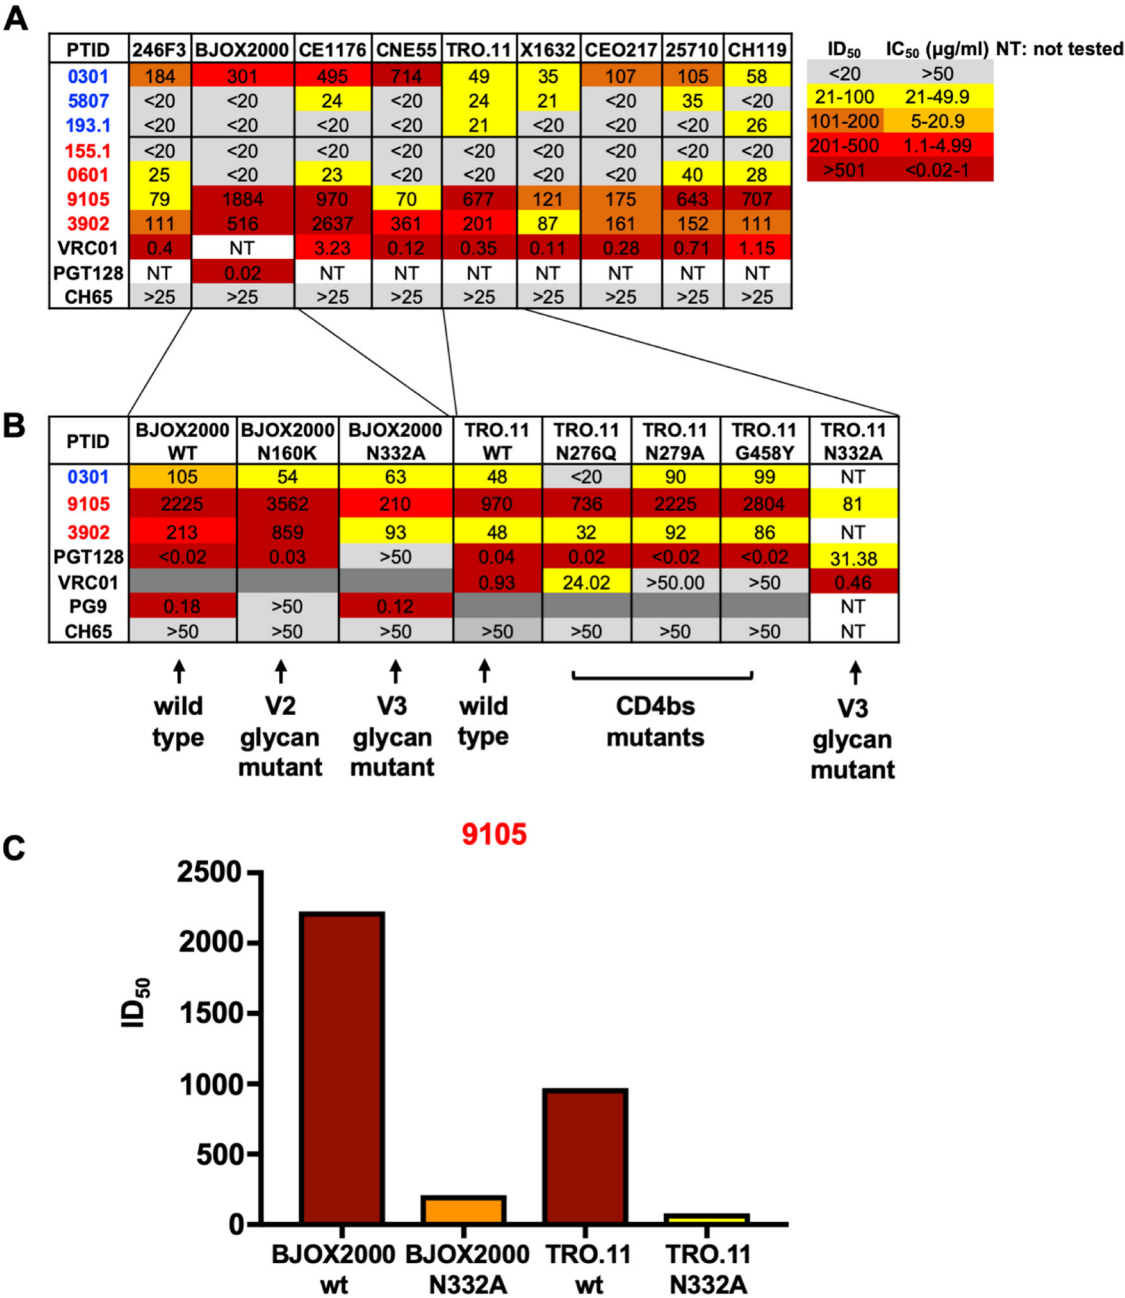 A
PTID 246F3 BJOX2000 CE1176 CNE55 TRO.11 X1632 CEO217 25710 CH119
0301 184 301 495 714 49 35 107 105 58
5807 <20 <20 24 <20 24 21 <20 35 <20
193.1 <20 <20 <20 <20 21 <20 <20 <20 26
155.1 <20 <20 <20 <20 <20 <20 <20 <20 <20
0601 25 <20 23 <20 <20 <20 <20 40 28
9105 79 1884 970 70 677 121 175 643 707
3902 111 516 2637 361 201 87 161 152 111
VRC01 0.4 NT 3.23 0.12 0.35 0.11 0.28 0.71 1.15
PGT128 NT 0.02 NT NT NT NT NT NT NT
CH65 >25 >25 >25 >25 >25 >25 >25 >25 >25
ID50 IC50 (μg/ml) NT: not tested
<20 >50
21-100 21-49.9
101-200 5-20.9
201-500 1.1-4.99
>501 <0.02-1
B
PTID BJOX2000 WT BJOX2000 N160K BJOX2000 N332A TRO.11 WT TRO.11 N276Q TRO.11 N279A TRO.11 G458Y TRO.11 N332A
0301 105 54 63 48 <20 90 99 NT
9105 2225 3562 210 970 736 2225 2804 81
3902 213 859 93 48 32 92 86 NT
PGT128 <0.02 0.03 >50 0.04 0.02 <0.02 <0.02 31.38
VRC01 0.93 24.02 >50.00 >50 0.46
PG9 0.18 >50 0.12 NT
CH65 >50 >50 >50 >50 >50 >50 >50 NT
wild type
V2 glycan mutant
V3 glycan mutant
wild type
CD4bs mutants
V3 glycan mutant
C
9105
ID50
2500
2000
1500
1000
500
0
BJOX2000 wt
BJOX2000 N332A
TRO.11 wt
TRO.11 N332A